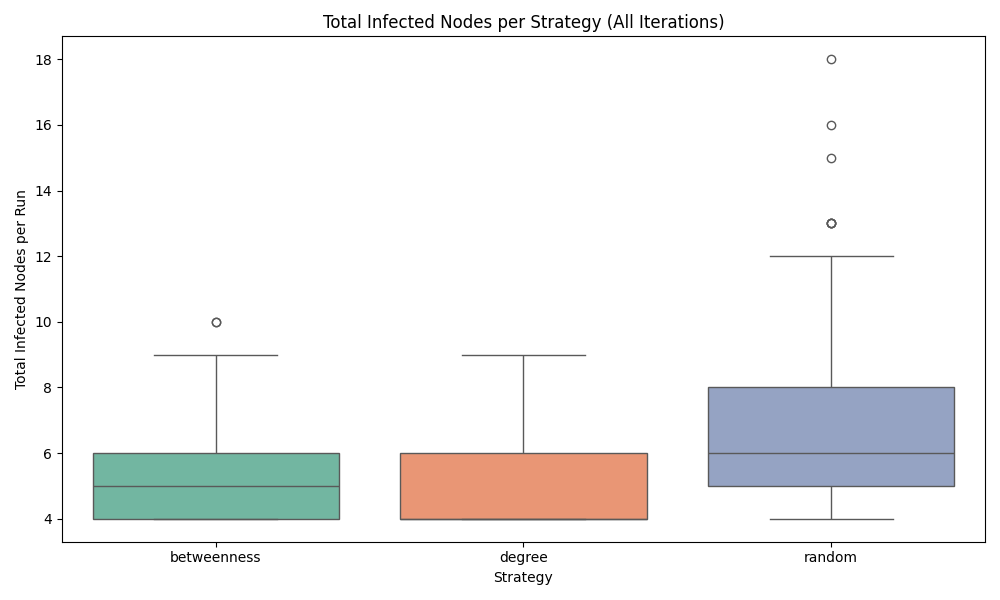 Total Infected Nodes per Strategy (All Iterations)
Total Infected Nodes per Run
18
16
14
12
10
8
6
4
betweenness degree random
Strategy